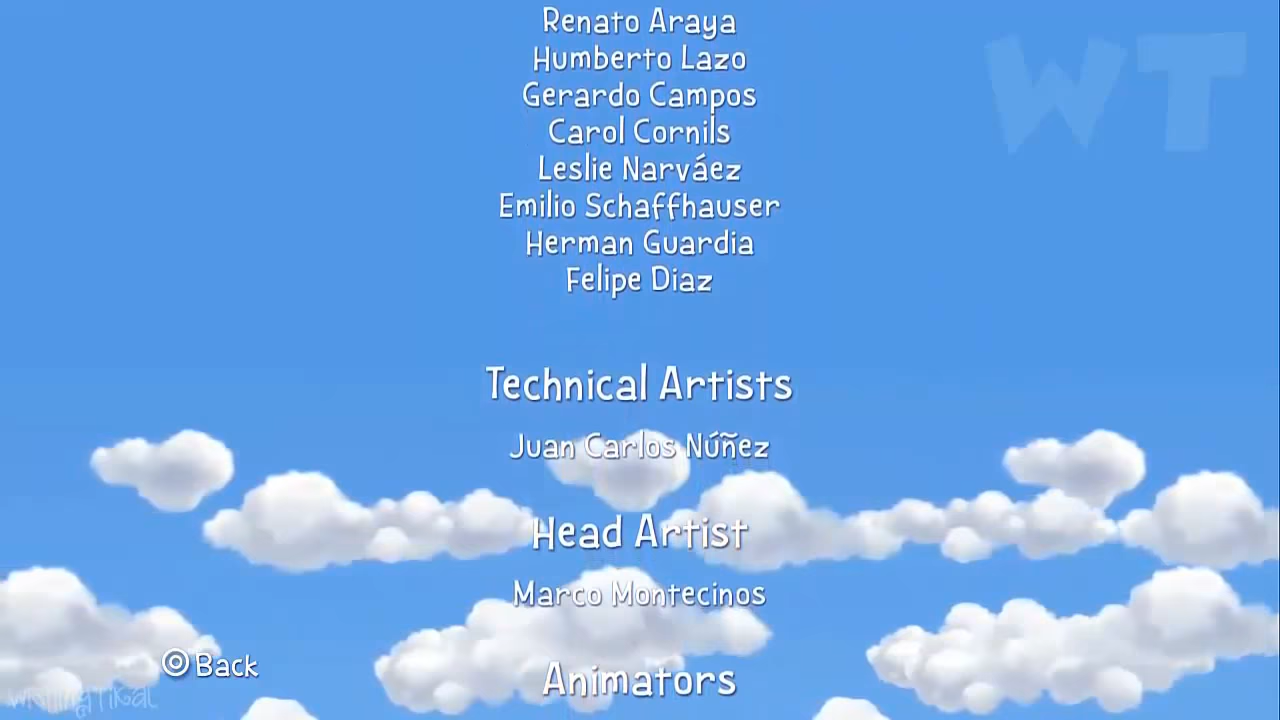 Renato Araya
WT
Humberto Lazo
Gerardo Campos
Carol Cornils
Leslie Narváez
Emilio Schaffhauser
Herman Guardia
Felipe Diaz
Technical Artists
Juan Carlos Núñez
Head Artist
Marco Montecinos
Back
Animators